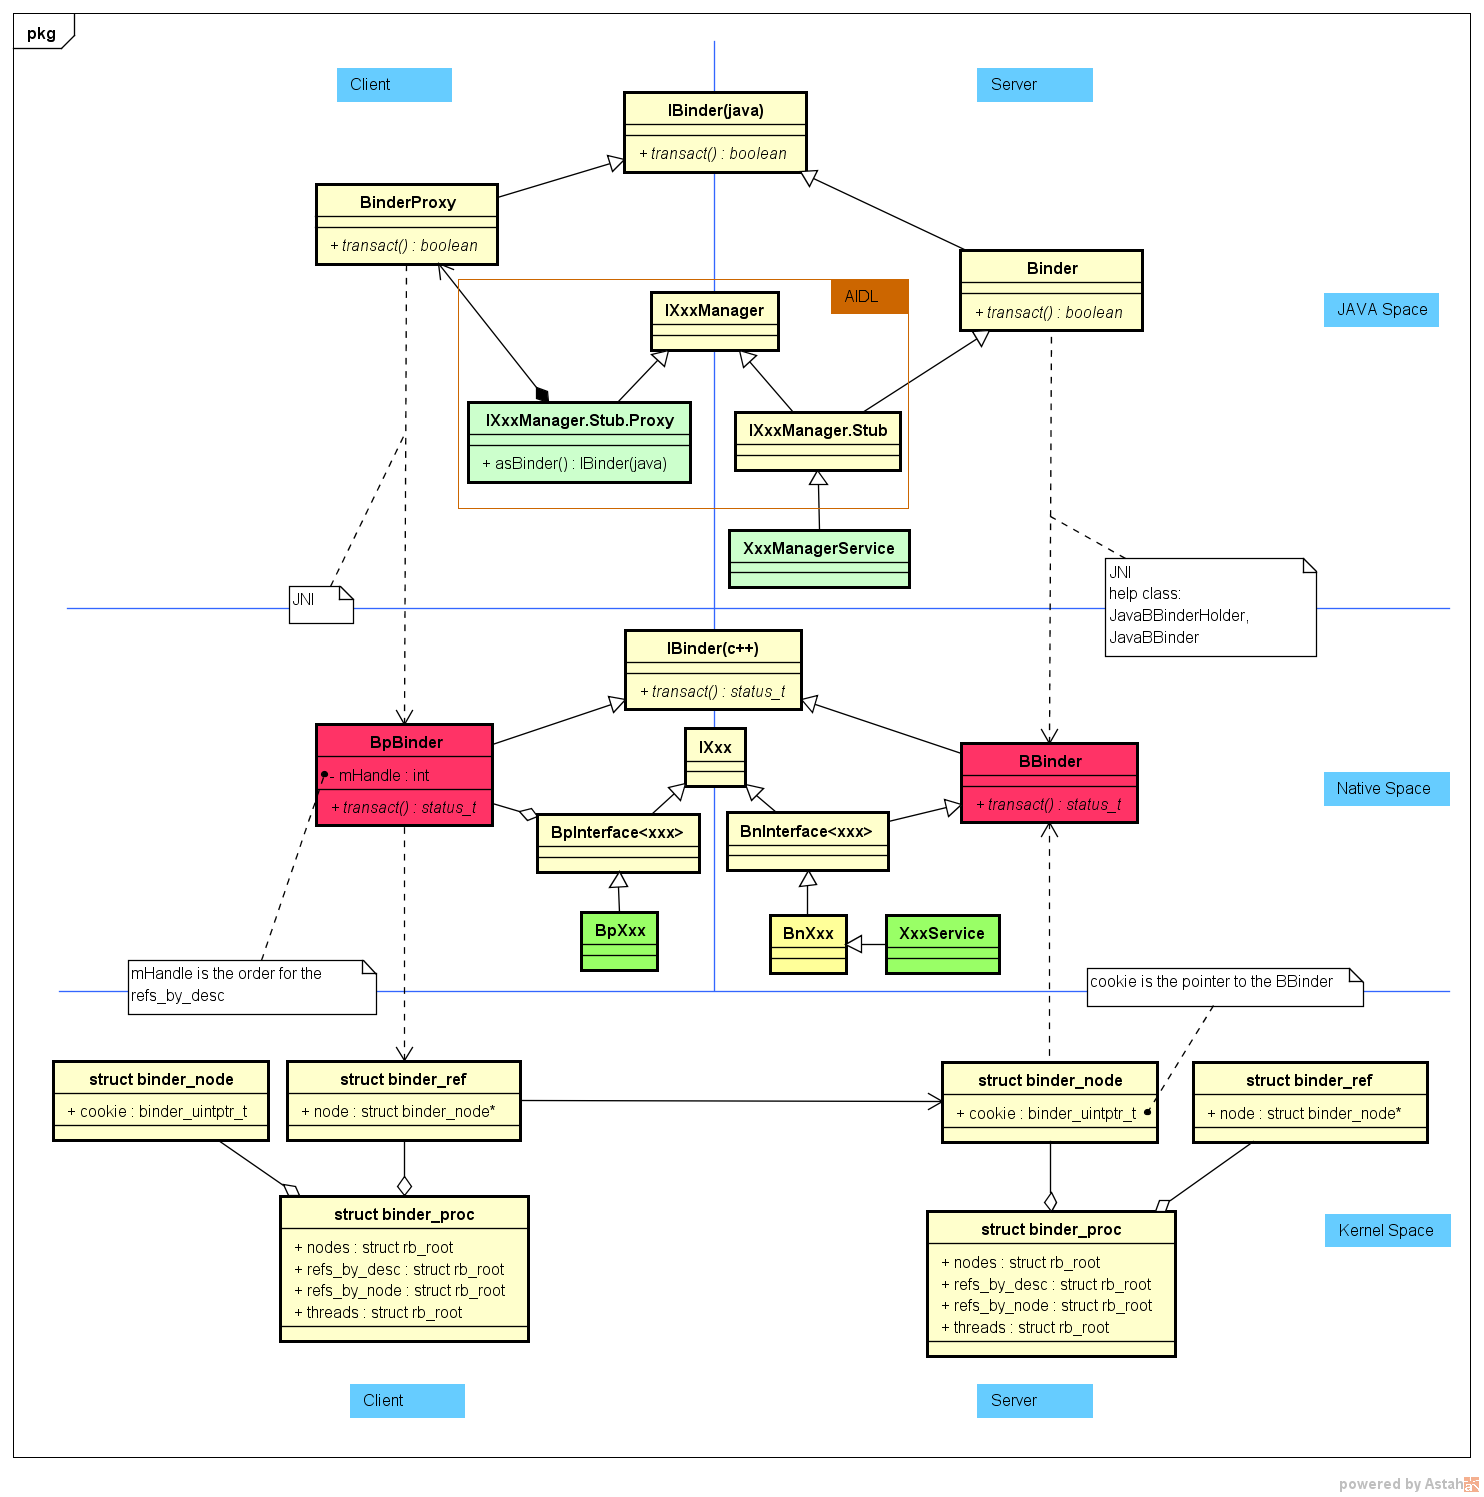 pkg
Client
Server
IBinder(java)
+ transact() : boolean
BinderProxy
+ transact() : boolean
Binder
+ transact() : boolean
AIDL
IXxxManager
JAVA Space
IXxxManager.Stub.Proxy
+ asBinder() : IBinder(java)
IXxxManager.Stub
XxxManagerService
JNI
JNI
help class:
JavaBBinderHolder,
JavaBBinder
IBinder(c++)
+ transact() : status_t
BpBinder
- mHandle : int
+ transact() : status_t
IXxx
BBinder
+ transact() : status_t
Native Space
BpInterface<xxx>
BnInterface<xxx>
BpXxx
BnXxx
XxxService
mHandle is the order for the
refs_by_desc
cookie is the pointer to the BBinder
struct binder_node
+ cookie : binder_uintptr_t
struct binder_ref
+ node : struct binder_node*
struct binder_node
+ cookie : binder_uintptr_t
struct binder_ref
+ node : struct binder_node*
struct binder_proc
+ nodes : struct rb_root
+ refs_by_desc : struct rb_root
+ refs_by_node : struct rb_root
+ threads : struct rb_root
struct binder_proc
+ nodes : struct rb_root
+ refs_by_desc : struct rb_root
+ refs_by_node : struct rb_root
+ threads : struct rb_root
Kernel Space
Client
Server
powered by Astah